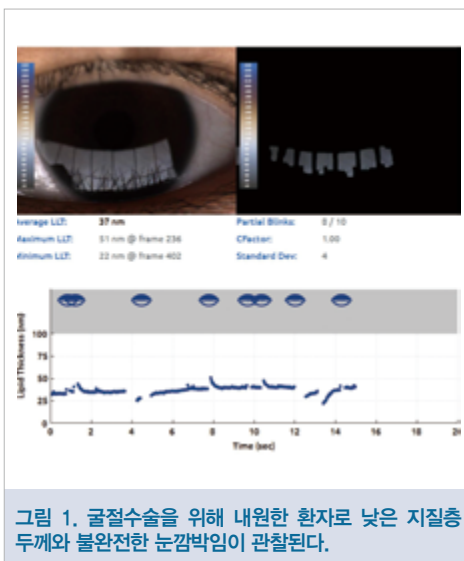 Average LLT: 37 nm Partial Blinks: 8 / 10
Maximum LLT: 51 nm @ frame 236 CFactor: 1.00
Minimum LLT: 22 nm @ frame 402 Standard Dev: 4
Lipid Thickness (nm)
100
75
50
25
0
0 2 4 6 8 10 12 14 16 18 20
Time (sec)
그림 1. 굴절수술을 위해 내원한 환자로 낮은 지질층
두께와 불완전한 눈깜박임이 관찰된다.